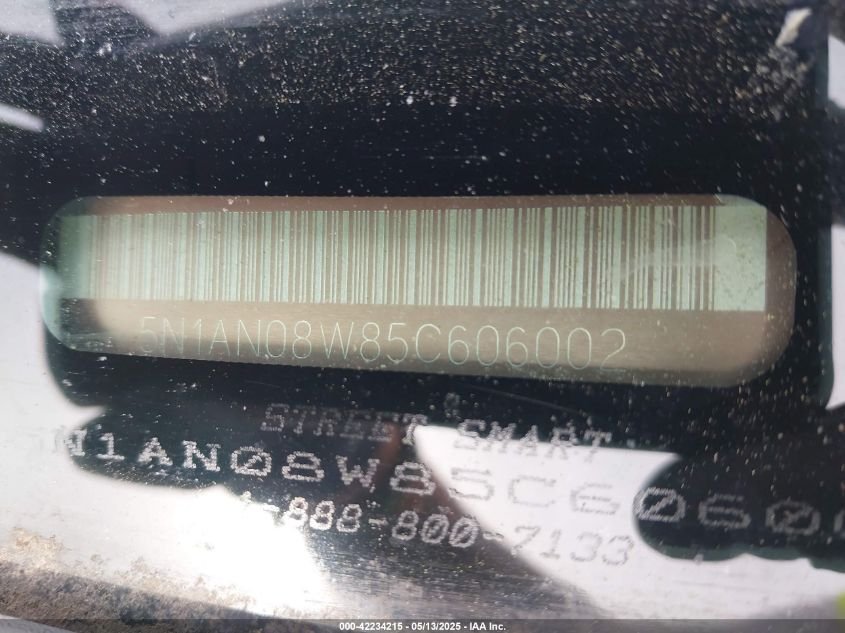 5N1AN08W85C606002
STREET SMART
N1AN08W85C6060
1-888-800-7133
000-42234215 - 05/13/2025 - IAA Inc.